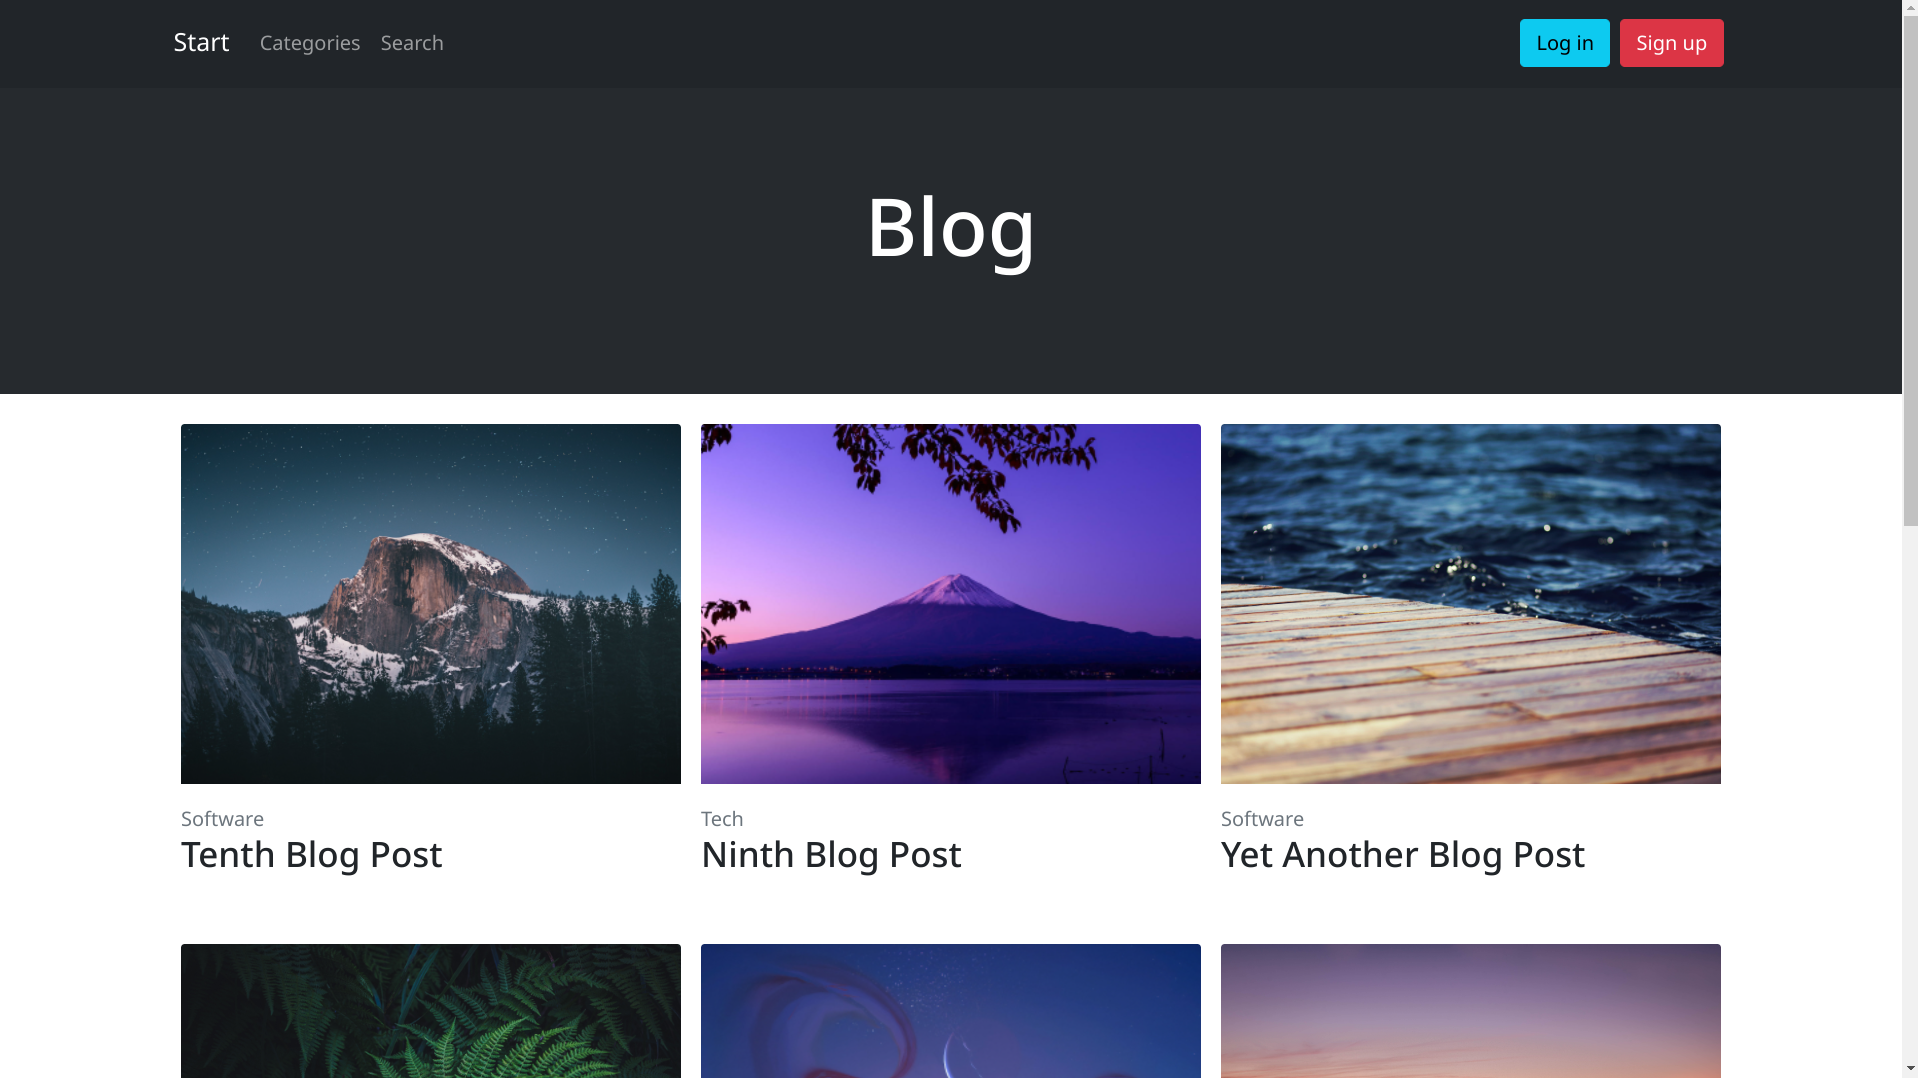 Start
Categories
Search
Log in
Sign up
Blog
Software
Tenth Blog Post
Tech
Ninth Blog Post
Software
Yet Another Blog Post